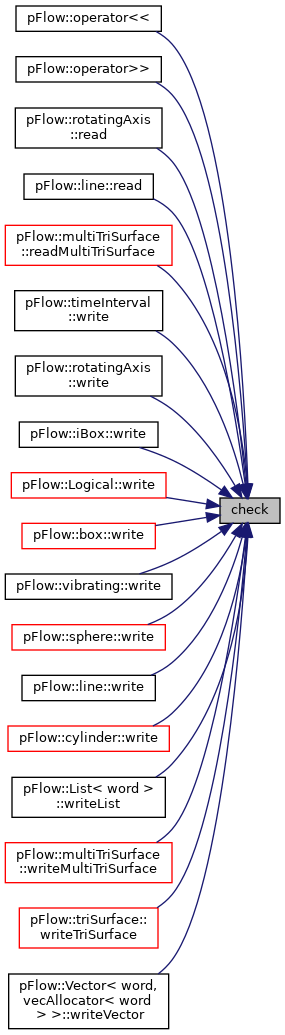 pFlow::operator<<
pFlow::operator>>
pFlow::rotatingAxis
::read
pFlow::line::read
pFlow::multiTriSurface
::readMultiTriSurface
pFlow::timeInterval
::write
pFlow::rotatingAxis
::write
pFlow::iBox::write
pFlow::Logical::write
check
pFlow::box::write
pFlow::vibrating::write
pFlow::sphere::write
pFlow::line::write
pFlow::cylinder::write
pFlow::List< word >
::writeList
pFlow::multiTriSurface
::writeMultiTriSurface
pFlow::triSurface::
writeTriSurface
pFlow::Vector< word,
vecAllocator< word
> >::writeVector